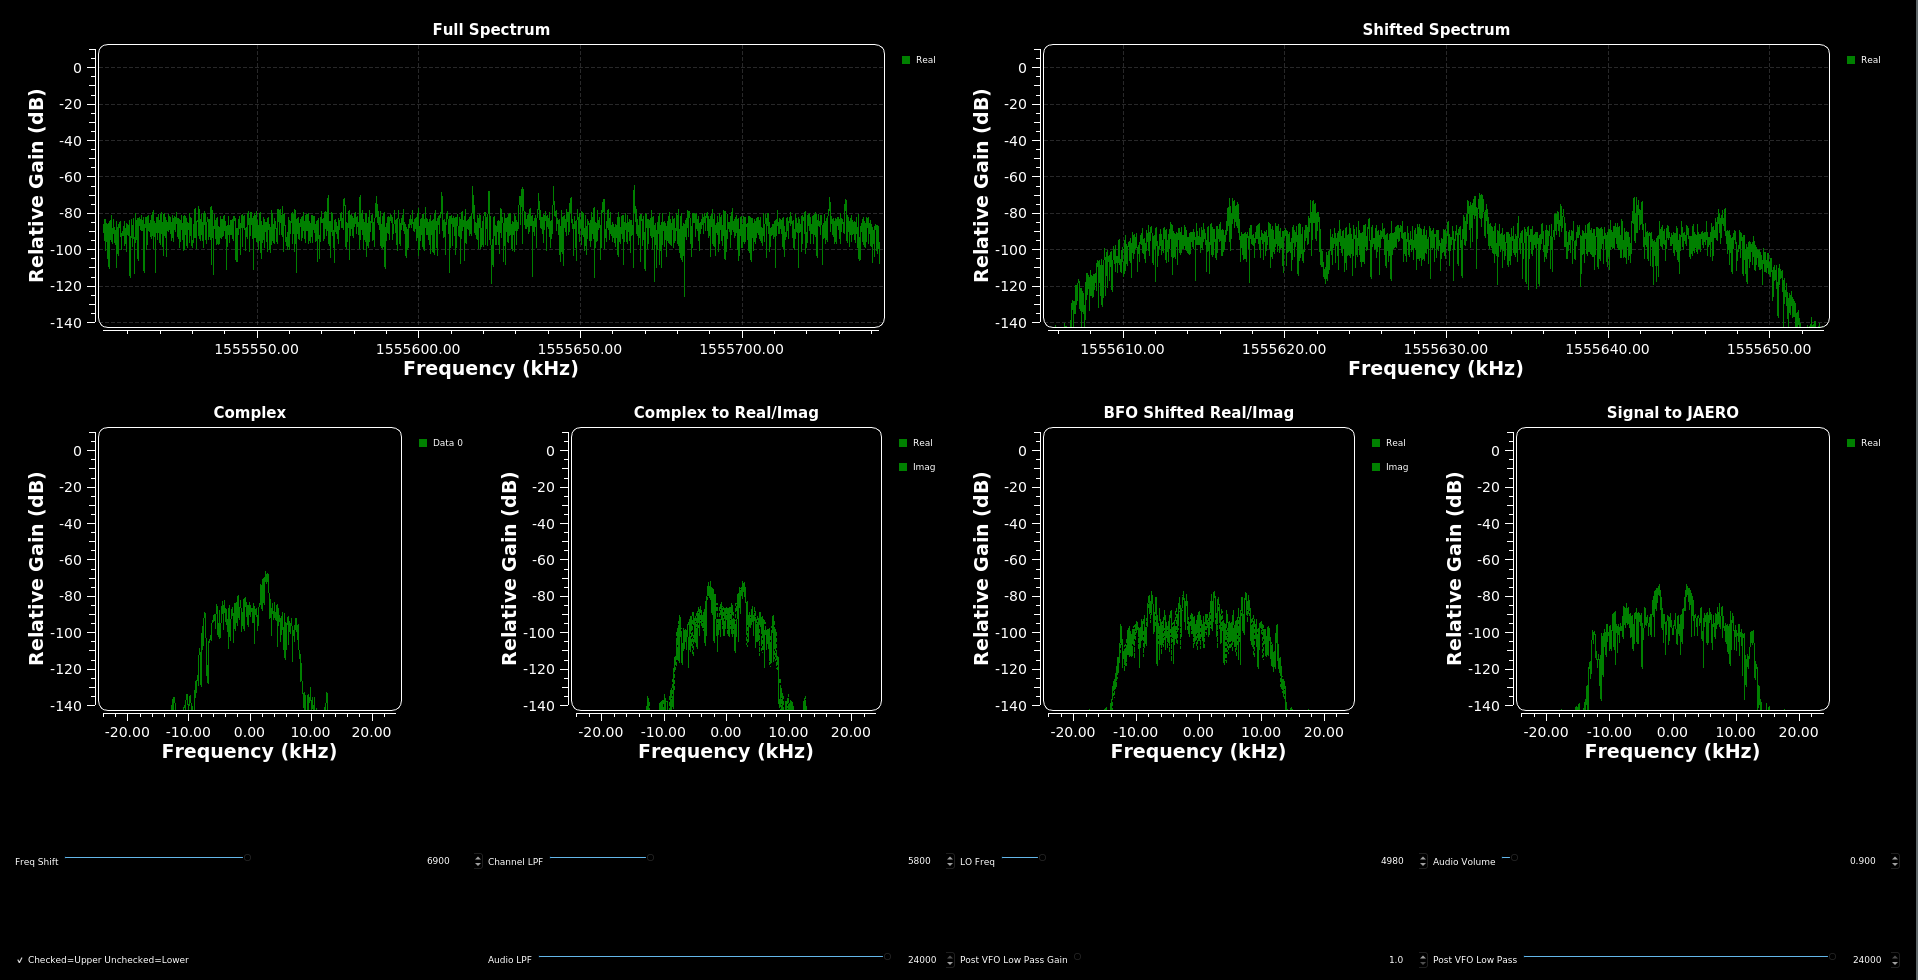 Full Spectrum
Real
Relative Gain (dB)
0
-20
-40
-60
-80
-100
-120
-140
1555550.00 1555600.00 1555650.00 1555700.00
Frequency (kHz)
Shifted Spectrum
Real
Relative Gain (dB)
0
-20
-40
-60
-80
-100
-120
-140
1555610.00 1555620.00 1555630.00 1555640.00 1555650.00
Frequency (kHz)
Complex
Data 0
Relative Gain (dB)
0
-20
-40
-60
-80
-100
-120
-140
-20.00 -10.00 0.00 10.00 20.00
Frequency (kHz)
Complex to Real/Imag
Real
Imag
Relative Gain (dB)
0
-20
-40
-60
-80
-100
-120
-140
-20.00 -10.00 0.00 10.00 20.00
Frequency (kHz)
BFO Shifted Real/Imag
Real
Imag
Relative Gain (dB)
0
-20
-40
-60
-80
-100
-120
-140
-20.00 -10.00 0.00 10.00 20.00
Frequency (kHz)
Signal to JAERO
Real
Relative Gain (dB)
0
-20
-40
-60
-80
-100
-120
-140
-20.00 -10.00 0.00 10.00 20.00
Frequency (kHz)
Freq Shift 6900 Channel LPF 5800 LO Freq 4980 Audio Volume 0.900
✓ Checked=Upper Unchecked=Lower Audio LPF 24000 Post VFO Low Pass Gain 1.0 Post VFO Low Pass 24000